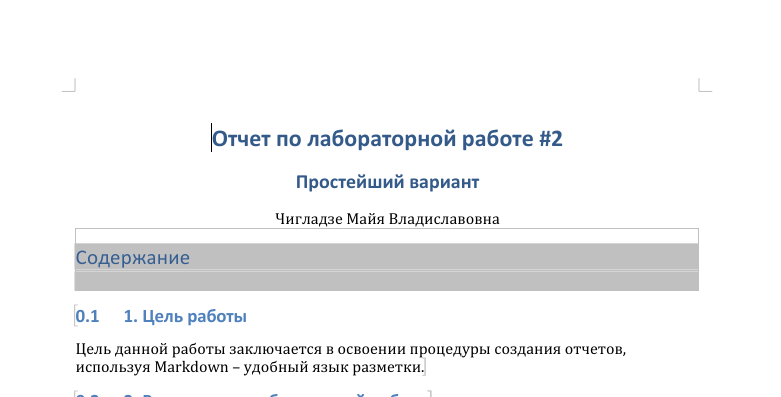 Отчет по лабораторной работе #2
Простейший вариант
Чигладзе Майя Владиславовна
Содержание
0.1 1. Цель работы
Цель данной работы заключается в освоении процедуры создания отчетов,
используя Markdown – удобный язык разметки.